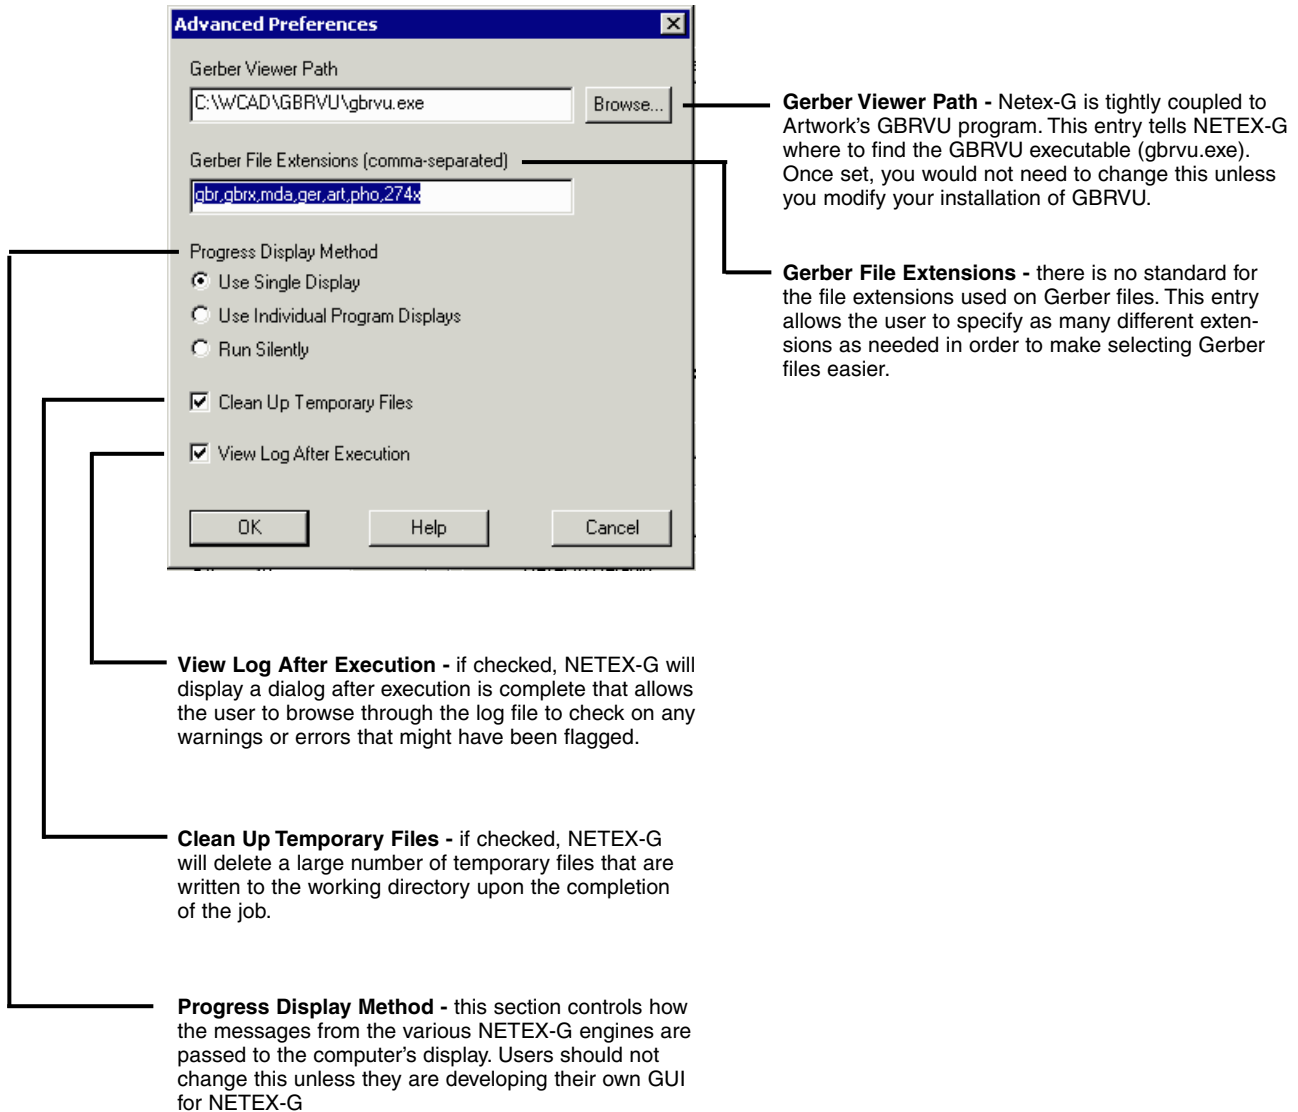 Advanced Preferences
Gerber Viewer Path
C:\WCAD\GBRVU\gbrvu.exe
Browse...
Gerber File Extensions (comma-separated)
gbr,gbrx,mda,ger,art,pho,274x
Progress Display Method
Use Single Display
Use Individual Program Displays
Run Silently
Clean Up Temporary Files
View Log After Execution
OK
Help
Cancel
Gerber Viewer Path - Netex-G is tightly coupled to
Artwork's GBRVU program. This entry tells NETEX-G
where to find the GBRVU executable (gbrvu.exe).
Once set, you would not need to change this unless
you modify your installation of GBRVU.
Gerber File Extensions - there is no standard for
the file extensions used on Gerber files. This entry
allows the user to specify as many different exten-
sions as needed in order to make selecting Gerber
files easier.
View Log After Execution - if checked, NETEX-G will
display a dialog after execution is complete that allows
the user to browse through the log file to check on any
warnings or errors that might have been flagged.
Clean Up Temporary Files - if checked, NETEX-G
will delete a large number of temporary files that are
written to the working directory upon the completion
of the job.
Progress Display Method - this section controls how
the messages from the various NETEX-G engines are
passed to the computer's display. Users should not
change this unless they are developing their own GUI
for NETEX-G